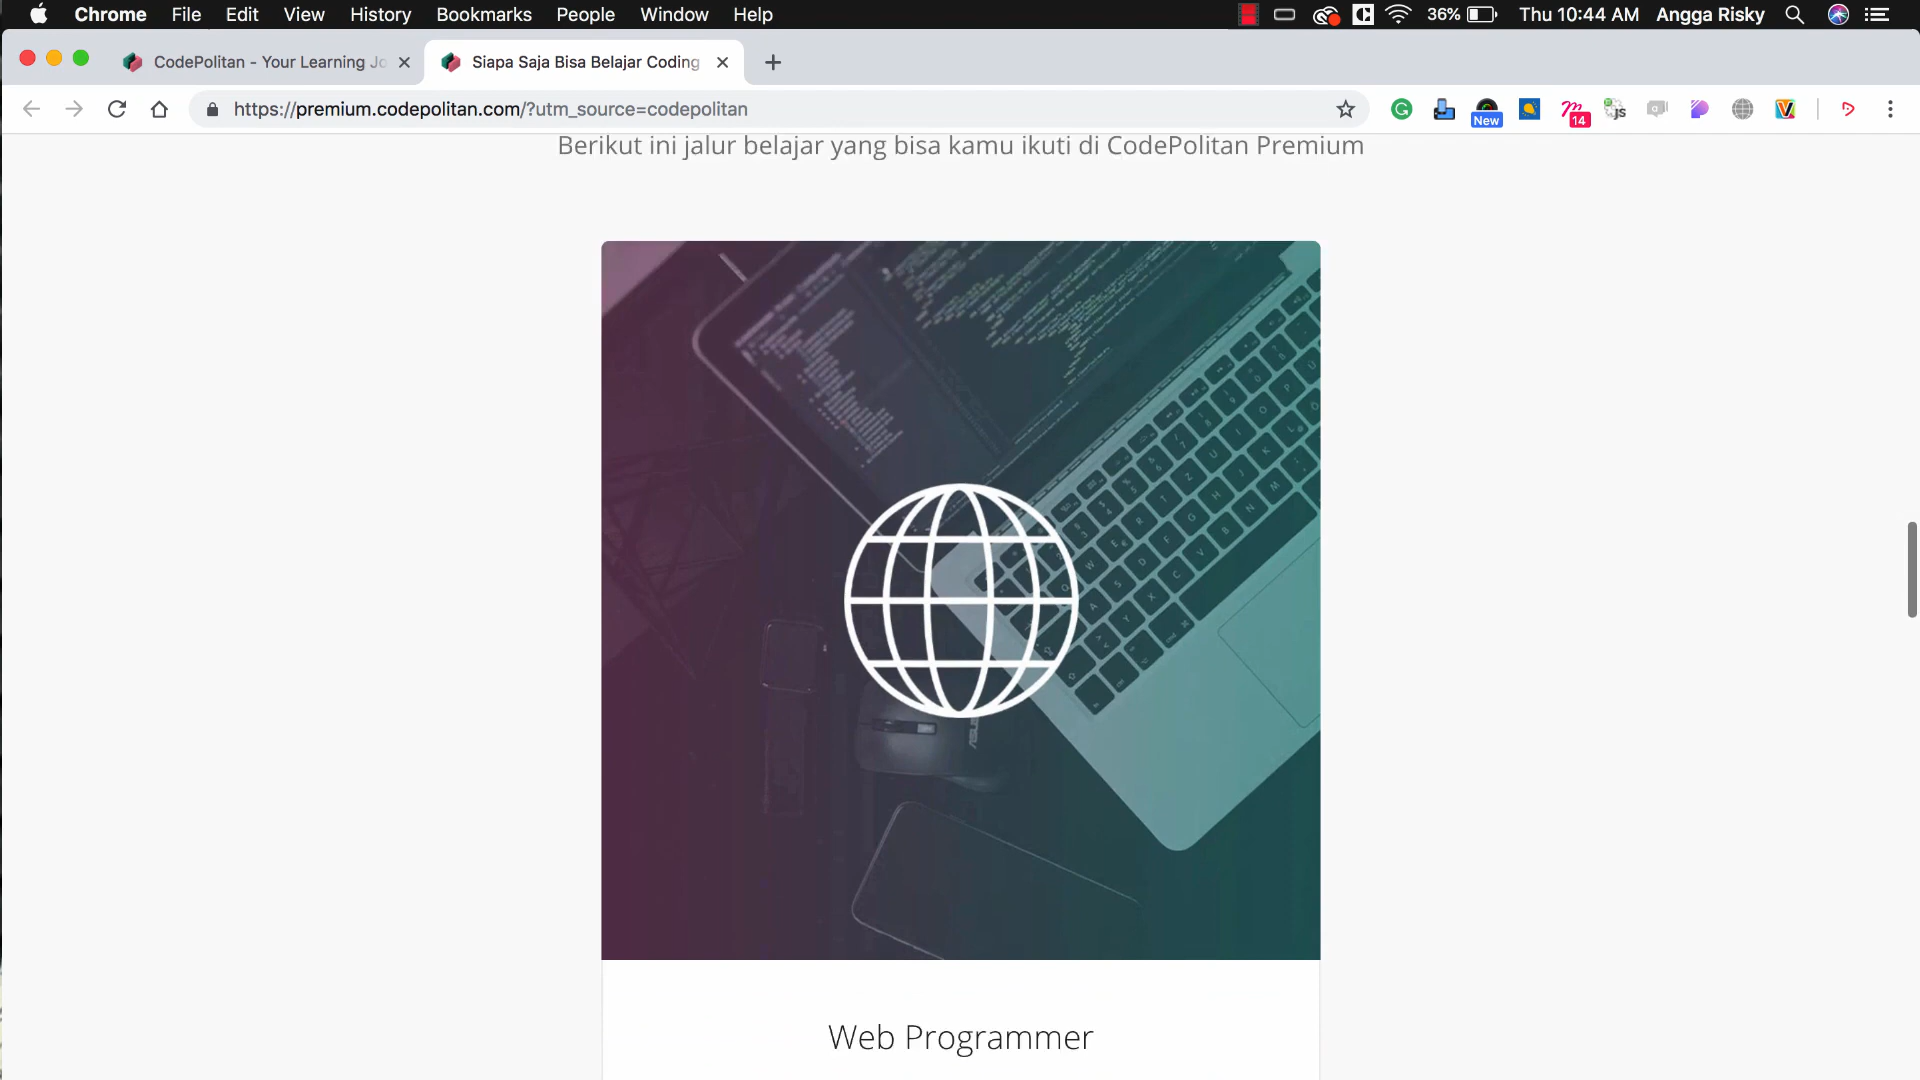 Chrome File Edit View History Bookmarks People Window Help 36% Thu 10:44 AM Angga Risky
CodePolitan - Your Learning Jo Siapa Saja Bisa Belajar Coding
https://premium.codepolitan.com/?utm_source=codepolitan New 14 JS
Berikut ini jalur belajar yang bisa kamu ikuti di CodePolitan Premium
Web Programmer